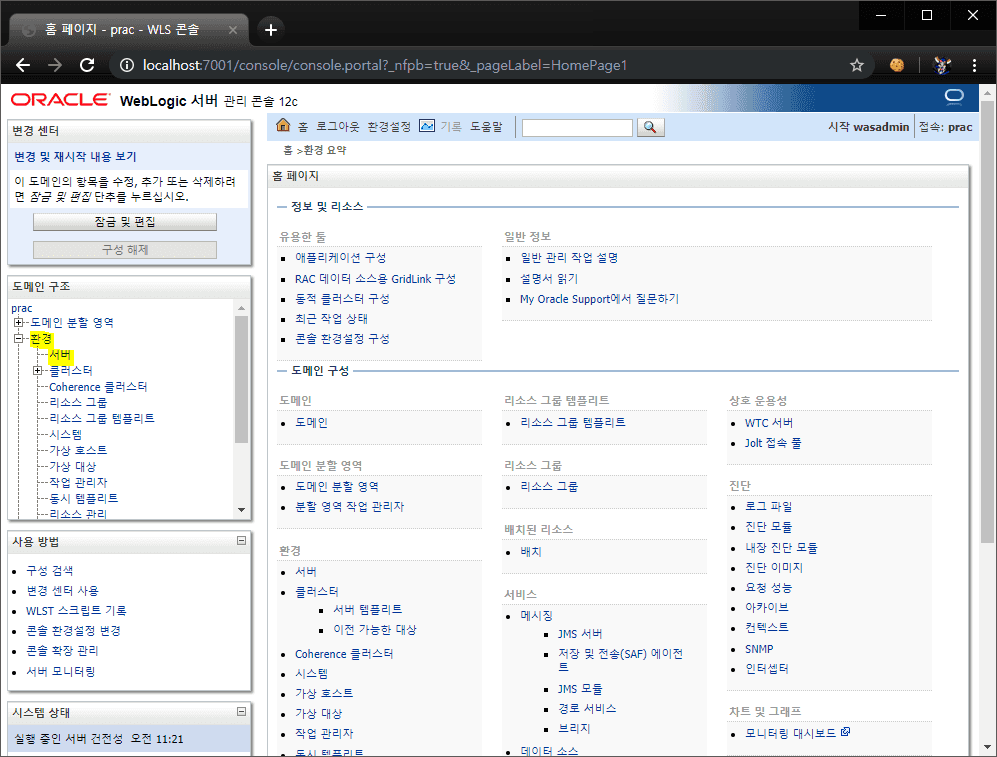 홈 페이지 - prac - WLS 콘솔
localhost:7001/console/console.portal?_nfpb=true&_pageLabel=HomePage1
ORACLE WebLogic 서버 관리 콘솔 12c
변경 센터
변경 및 재시작 내용 보기
이 도메인의 항목을 수정, 추가 또는 삭제하려
면 잠금 및 편집 단추를 누르십시오.
잠금 및 편집
구성 해제
도메인 구조
prac
도메인 분할 영역
환경
서버
클러스터
Coherence 클러스터
리소스 그룹
리소스 그룹 템플리트
시스템
가상 호스트
가상 대상
작업 관리자
동시 템플리트
리소스 관리
사용 방법
구성 검색
변경 센터 사용
WLST 스크립트 기록
콘솔 환경설정 변경
콘솔 확장 관리
서버 모니터링
시스템 상태
실행 중인 서버 건전성 오전 11:21
홈 로그아웃 환경설정 기록 도움말
시작 wasadmin 접속: prac
홈 >환경 요약
홈 페이지
정보 및 리소스
유용한 툴
애플리케이션 구성
RAC 데이터 소스용 GridLink 구성
동적 클러스터 구성
최근 작업 상태
콘솔 환경설정 구성
일반 정보
일반 관리 작업 설명
설명서 읽기
My Oracle Support에서 질문하기
도메인 구성
도메인
도메인
도메인 분할 영역
도메인 분할 영역
분할 영역 작업 관리자
환경
서버
클러스터
서버 템플리트
이전 가능한 대상
Coherence 클러스터
시스템
가상 호스트
가상 대상
작업 관리자
동시 템플리트
리소스 그룹 템플리트
리소스 그룹 템플리트
리소스 그룹
리소스 그룹
배치된 리소스
배치
서비스
메시징
JMS 서버
저장 및 전송(SAF) 에이전
트
JMS 모듈
경로 서비스
브리지
데이터 소스
상호 운용성
WTC 서버
Jolt 접속 풀
진단
로그 파일
진단 모듈
내장 진단 모듈
진단 이미지
요청 성능
아카이브
컨텍스트
SNMP
인터셉터
차트 및 그래프
모니터링 대시보드